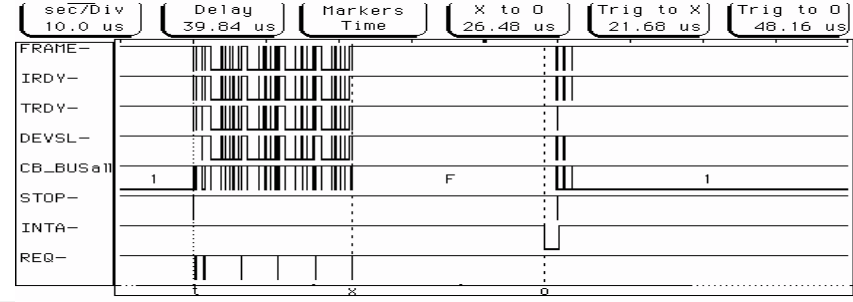 sec/Div Delay Markers X to O Trig to X Trig to O
10.0 us 39.84 us Time 26.48 us 21.68 us 48.16 us
FRAME-
IRDY-
TRDY-
DEVSL-
CB_BUSall 1 F 1
STOP-
INTA-
REQ-
t X O